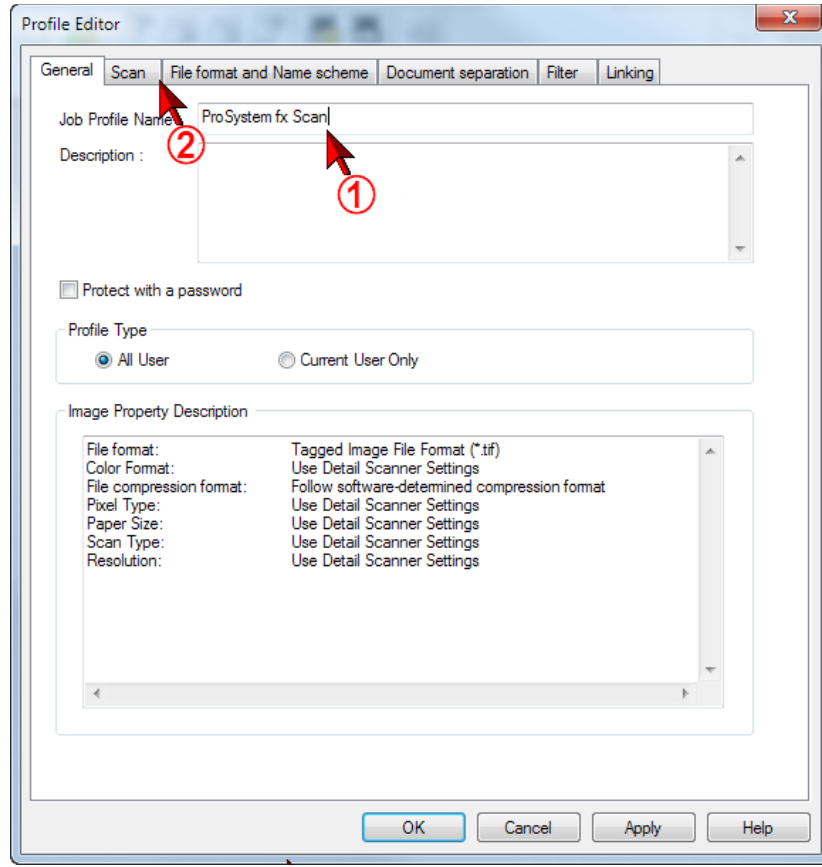 Profile Editor
General Scan File format and Name scheme Document separation Filter Linking
Job Profile Name ProSystem fx Scan
② ①
Description :
Protect with a password
Profile Type
All User Current User Only
Image Property Description
File format: Tagged Image File Format (*.tif)
Color Format: Use Detail Scanner Settings
File compression format: Follow software-determined compression format
Pixel Type: Use Detail Scanner Settings
Paper Size: Use Detail Scanner Settings
Scan Type: Use Detail Scanner Settings
Resolution: Use Detail Scanner Settings
OK Cancel Apply Help